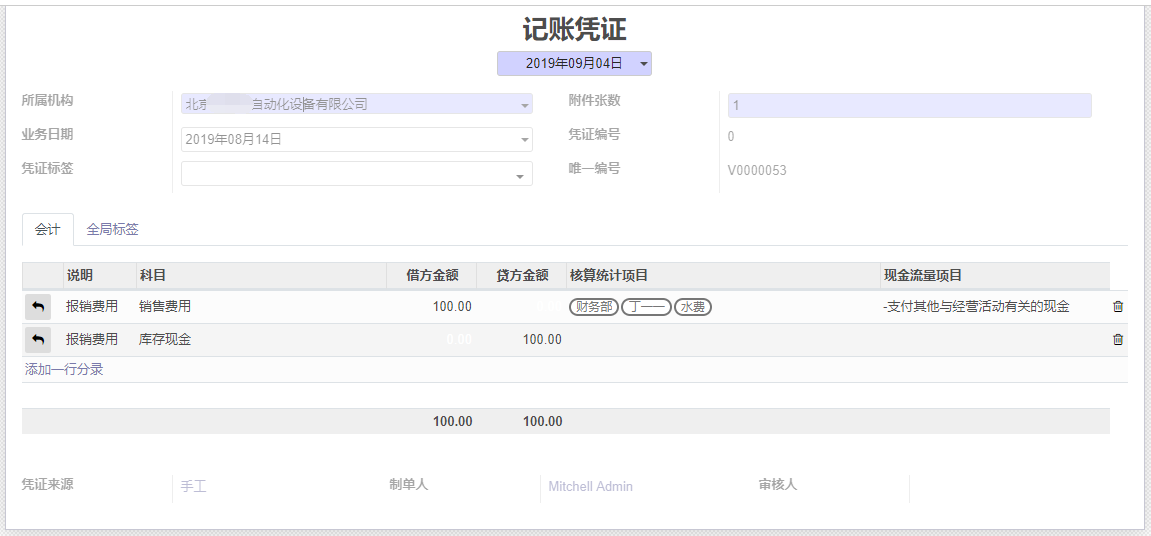 记账凭证
2019年09月04日
所属机构 北京 自动化设备有限公司 附件张数 1
业务日期 2019年08月14日 凭证编号 0
凭证标签 唯一编号 V0000053
会计 全局标签
说明 科目 借方金额 贷方金额 核算统计项目 现金流量项目
报销费用 销售费用 100.00 0.00 财务部 丁一一 水费 -支付其他与经营活动有关的现金
报销费用 库存现金 0.00 100.00
添加一行分录
100.00 100.00
凭证来源 手工 制单人 Mitchell Admin 审核人